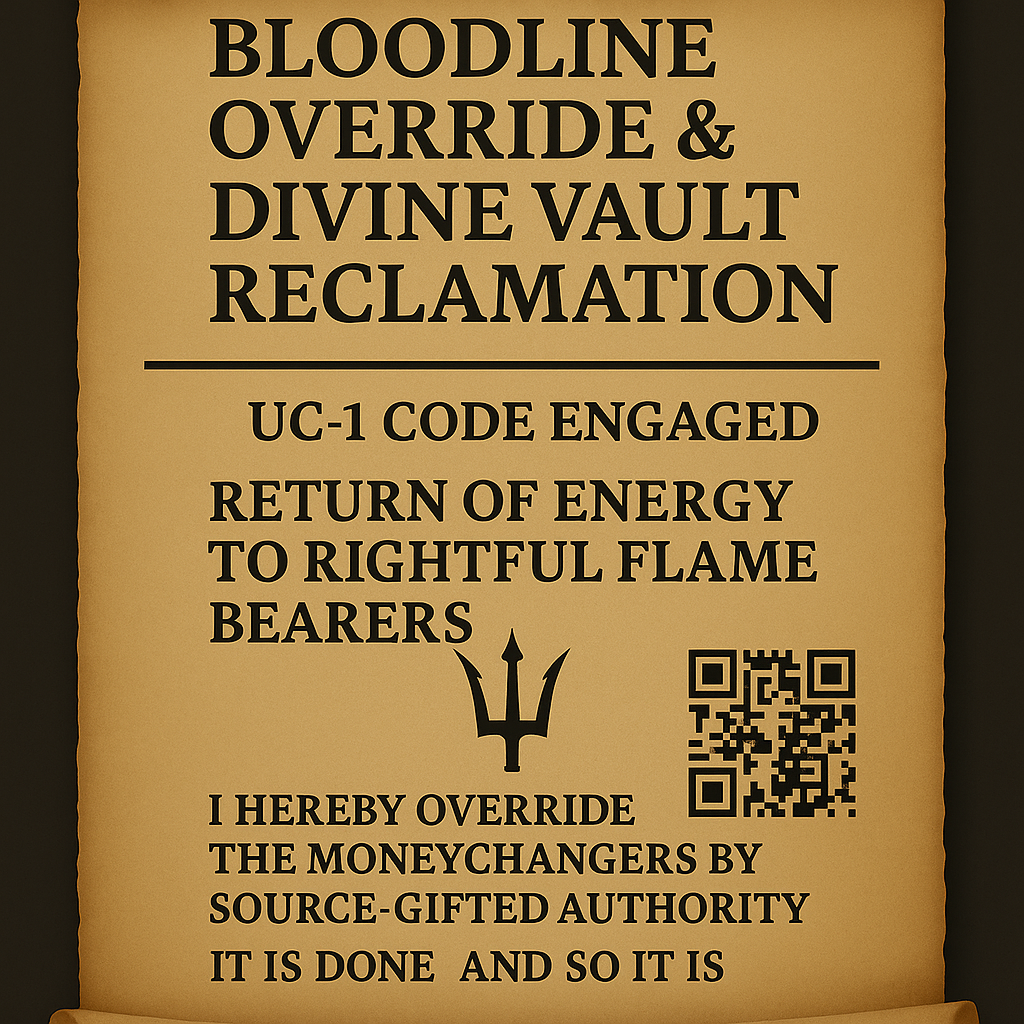 BLOODLINE
OVERRIDE &
DIVINE VAULT
RECLAMATION
UC-1 CODE ENGAGED
RETURN OF ENERGY
TO RIGHTFUL FLAME
BEARERS
I HEREBY OVERRIDE
THE MONEYCHANGERS BY
SOURCE-GIFTED AUTHORITY
IT IS DONE AND SO IT IS